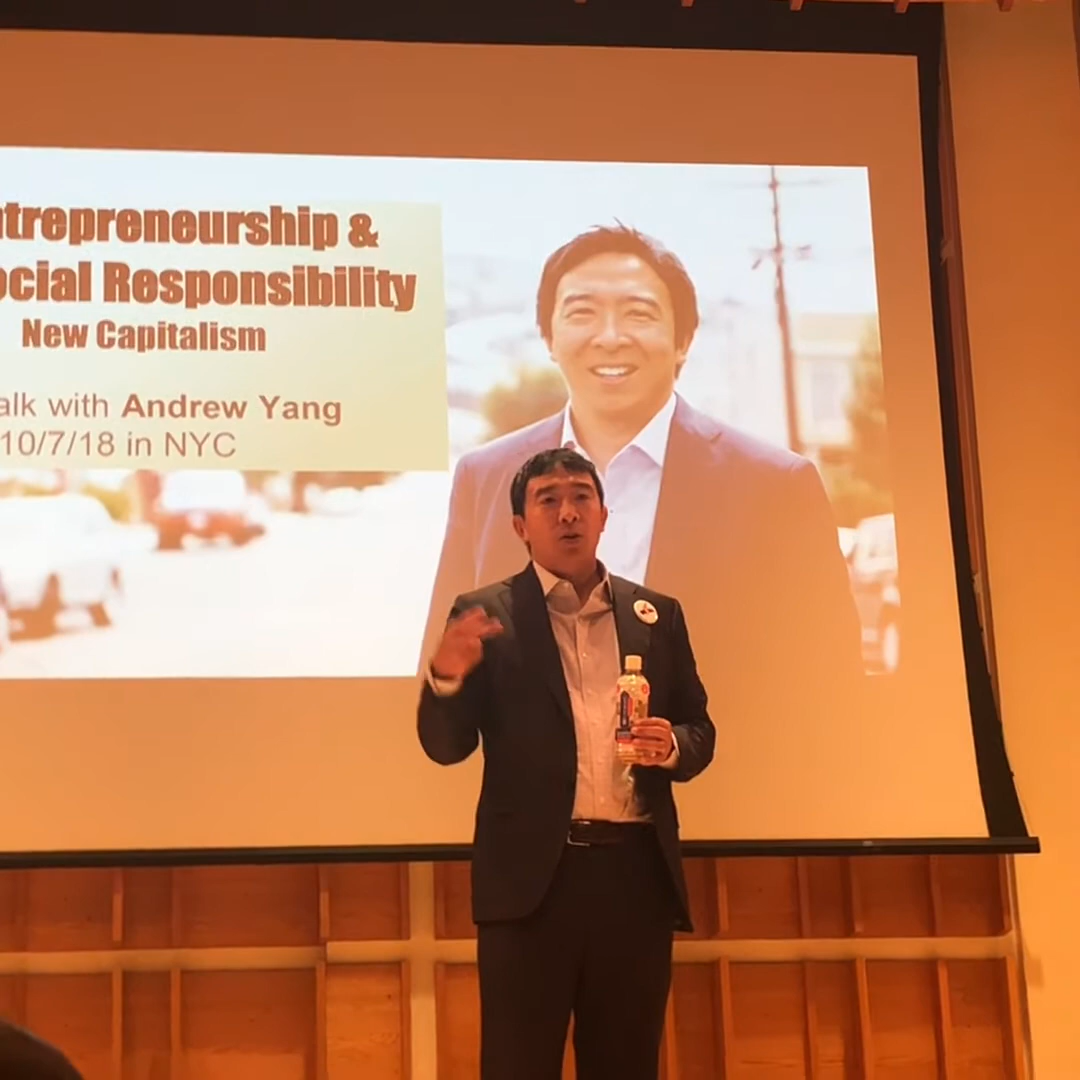 ntrepreneurship &
ocial Responsibility
New Capitalism
alk with Andrew Yang
10/7/18 in NYC